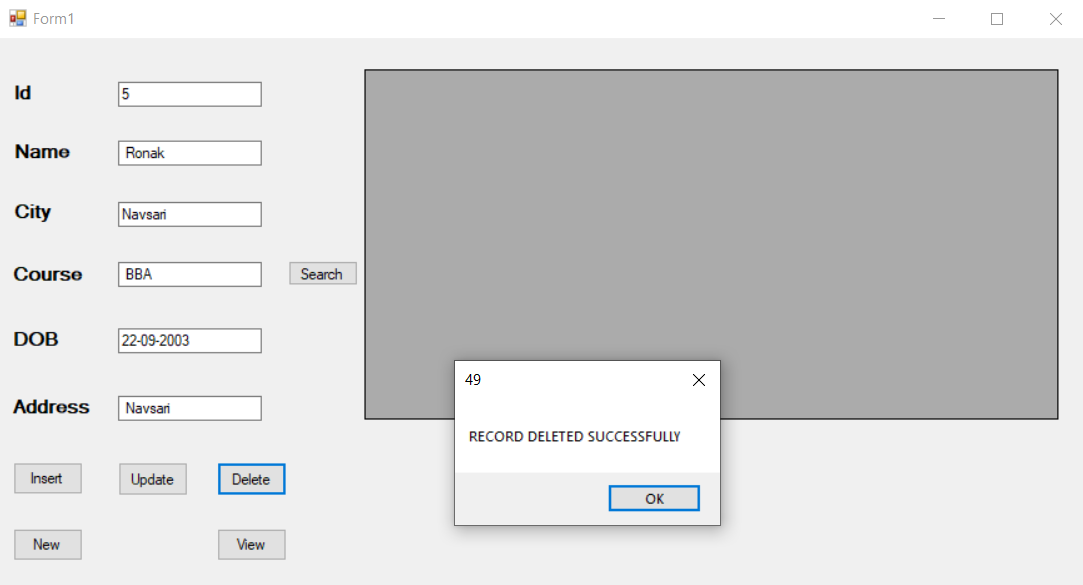 Form1
Id
5
Name
Ronak
City
Navsari
Course
BBA
Search
DOB
22-09-2003
Address
Navsari
Insert
Update
Delete
New
View
49
RECORD DELETED SUCCESSFULLY
OK